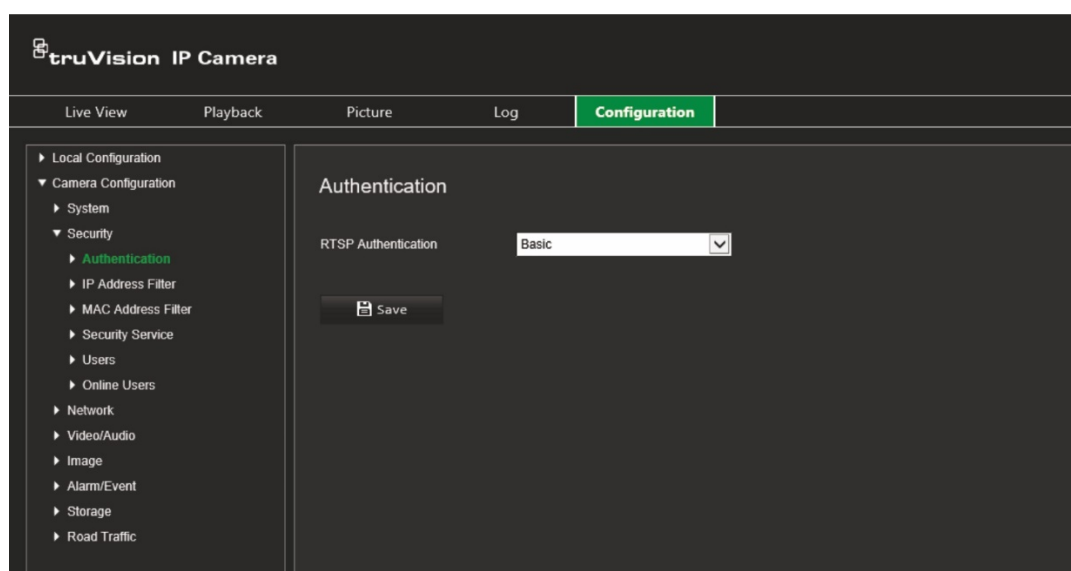 truVision IP Camera
Live View Playback Picture Log Configuration
Local Configuration
Camera Configuration
System
Security
Authentication
IP Address Filter
MAC Address Filter
Security Service
Users
Online Users
Network
Video/Audio
Image
Alarm/Event
Storage
Road Traffic
Authentication
RTSP Authentication Basic
Save